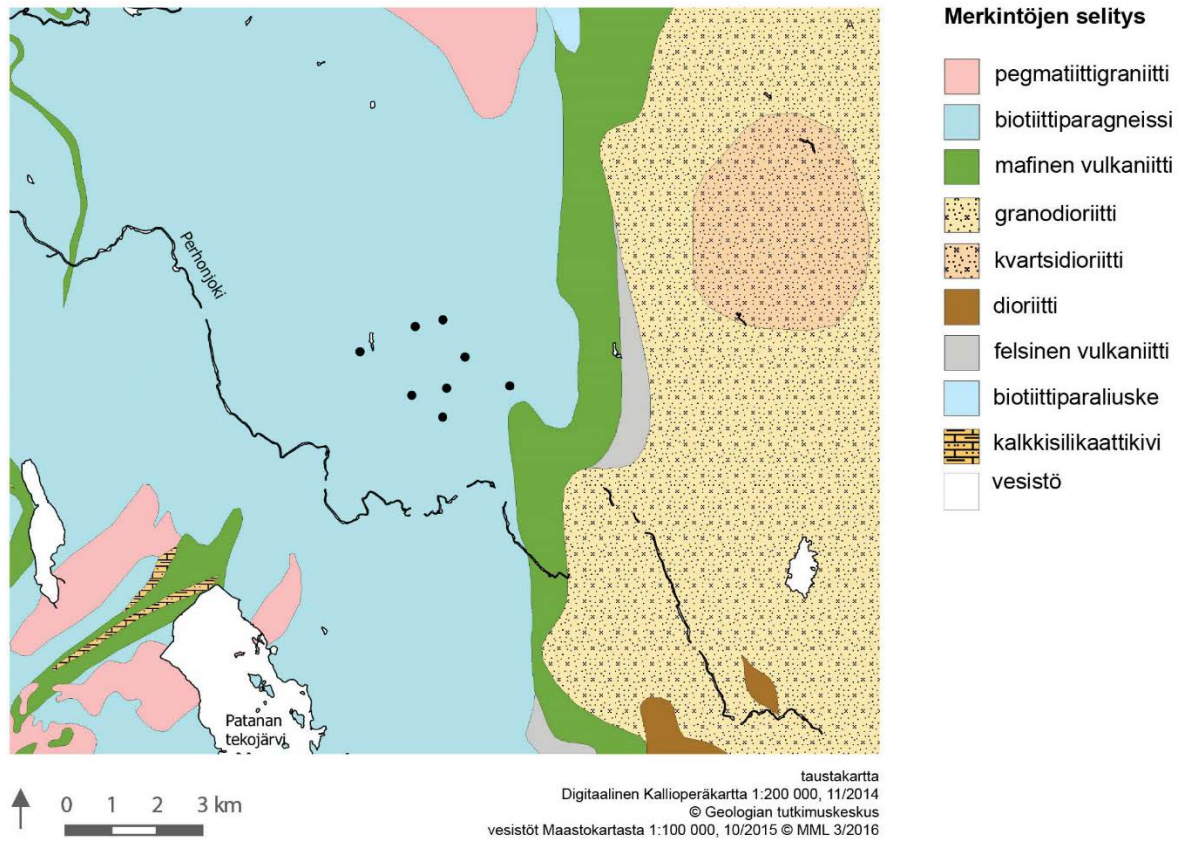 Perhonjoki
Patanan
tekojärvi
A
Merkintöjen selitys
pegmatiittigraniitti
biotiittiparagneissi
mafinen vulkaniitti
granodioriitti
kvartsidioriitti
dioriitti
felsinen vulkaniitti
biotiittiparaliuske
kalkkisilikaattikivi
vesistö
0 1 2 3 km
taustakartta
Digitaalinen Kallioperäkartta 1:200 000, 11/2014
© Geologian tutkimuskeskus
vesistöt Maastokartasta 1:100 000, 10/2015 © MML 3/2016